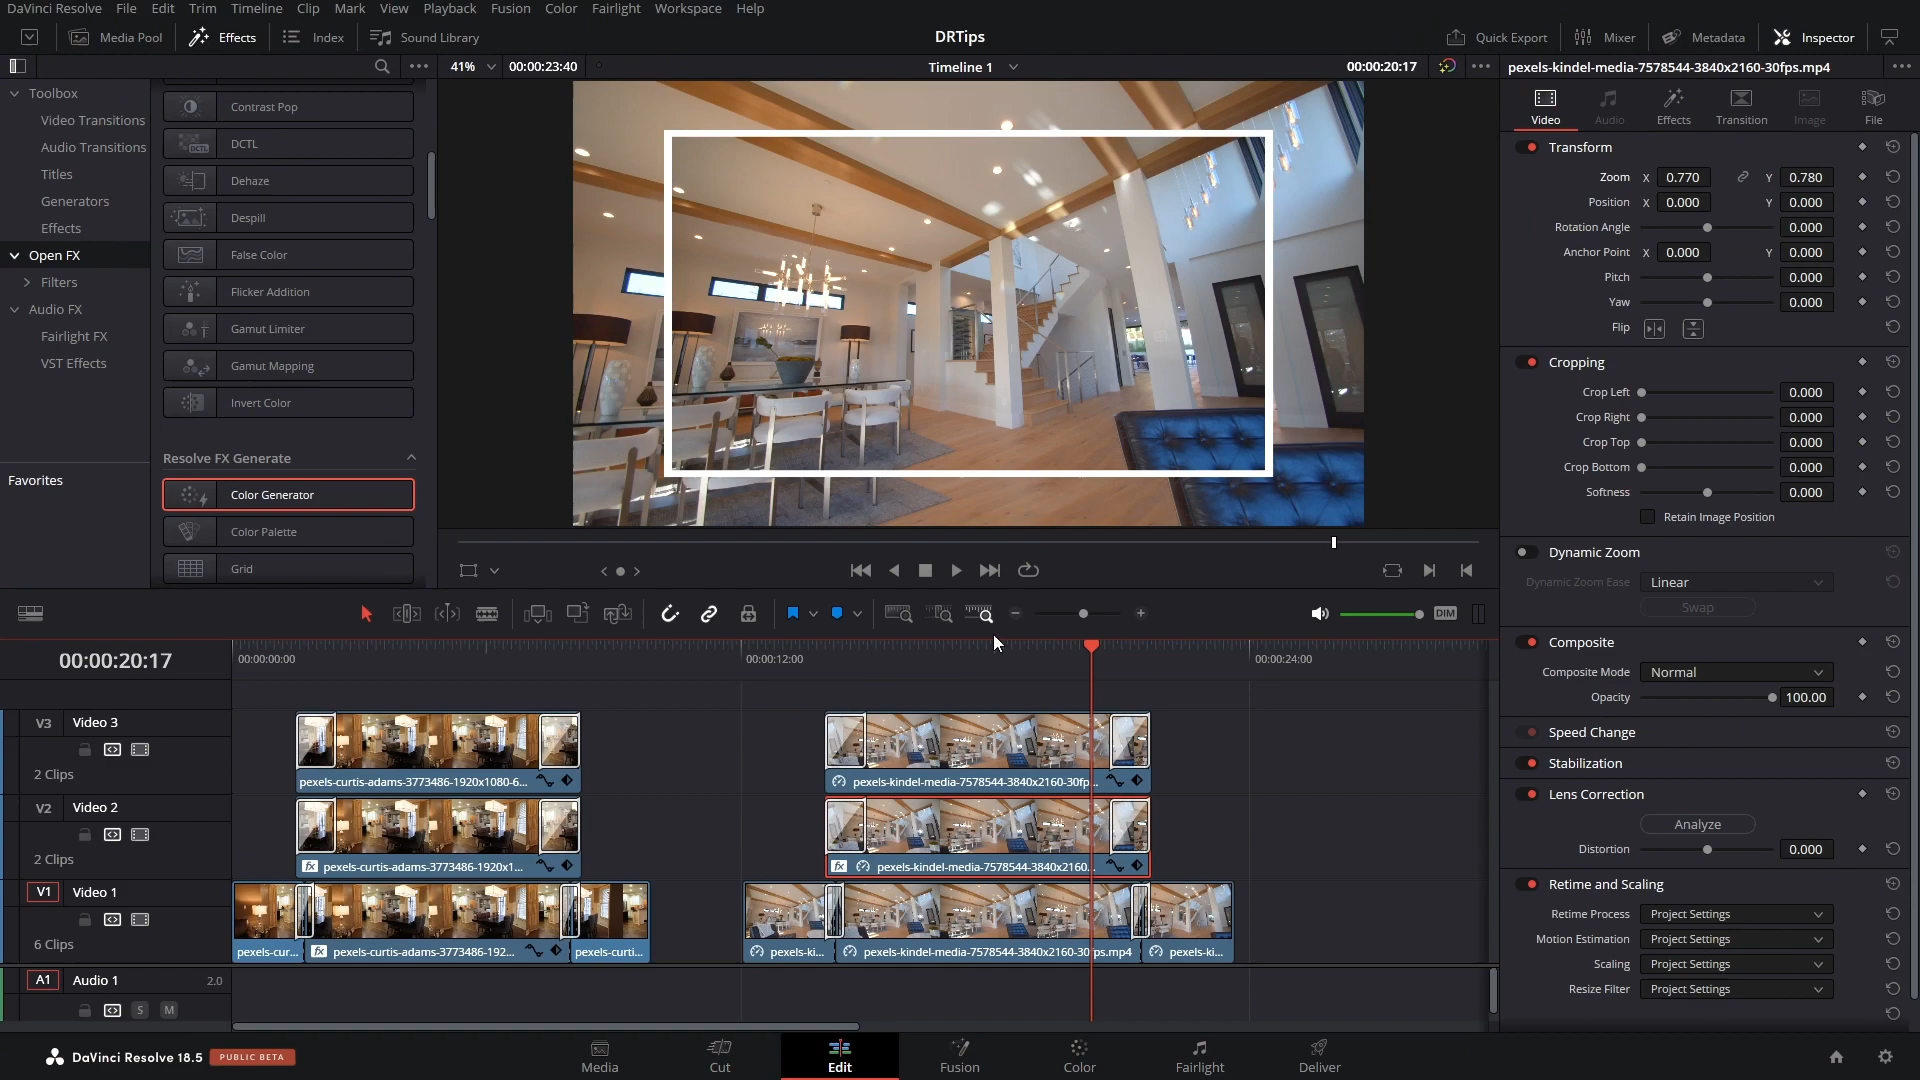 DaVinci Resolve File Edit Trim Timeline Clip Mark View Playback Fusion Color Fairlight Workspace Help
Media Pool Effects Index Sound Library DRTips Quick Export Mixer Metadata Inspector
41% 00:00:23:40 Timeline 1 00:00:20:17 pexels-kindel-media-7578544-3840x2160-30fps.mp4
Toolbox
Video Transitions
Audio Transitions
Titles
Generators
Effects
Open FX
Filters
Audio FX
Fairlight FX
VST Effects
Favorites
Contrast Pop
DCTL
DCTL
Dehaze
Despill
False Color
Flicker Addition
Gamut Limiter
Gamut Mapping
Invert Color
Resolve FX Generate
Color Generator
Color Palette
Grid
Video Audio Effects Transition Image File
Transform
Zoom X 0.770 Y 0.780
Position X 0.000 Y 0.000
Rotation Angle 0.000
Anchor Point X 0.000 Y 0.000
Pitch 0.000
Yaw 0.000
Flip
Cropping
Crop Left 0.000
Crop Right 0.000
Crop Top 0.000
Crop Bottom 0.000
Softness 0.000
Retain Image Position
Dynamic Zoom
Dynamic Zoom Ease Linear
Swap
Composite
Composite Mode Normal
Opacity 100.00
Speed Change
Stabilization
Lens Correction
Analyze
Distortion 0.000
Retime and Scaling
Retime Process Project Settings
Motion Estimation Project Settings
Scaling Project Settings
Resize Filter Project Settings
DIM
00:00:20:17 00:00:00:00 00:00:12:00 00:00:24:00
V3 Video 3
2 Clips
pexels-curtis-adams-3773486-1920x1080-6... pexels-kindel-media-7578544-3840x2160-30fp...
V2 Video 2
2 Clips
fx pexels-curtis-adams-3773486-1920x1... fx pexels-kindel-media-7578544-3840x2160...
V1 Video 1
6 Clips
pexels-cur... fx pexels-curtis-adams-3773486-192... pexels-curti... pexels-ki... pexels-kindel-media-7578544-3840x2160-30fps.mp4 pexels-ki...
A1 Audio 1 2.0
S M
DaVinci Resolve 18.5 PUBLIC BETA
Media Cut Edit Fusion Color Fairlight Deliver